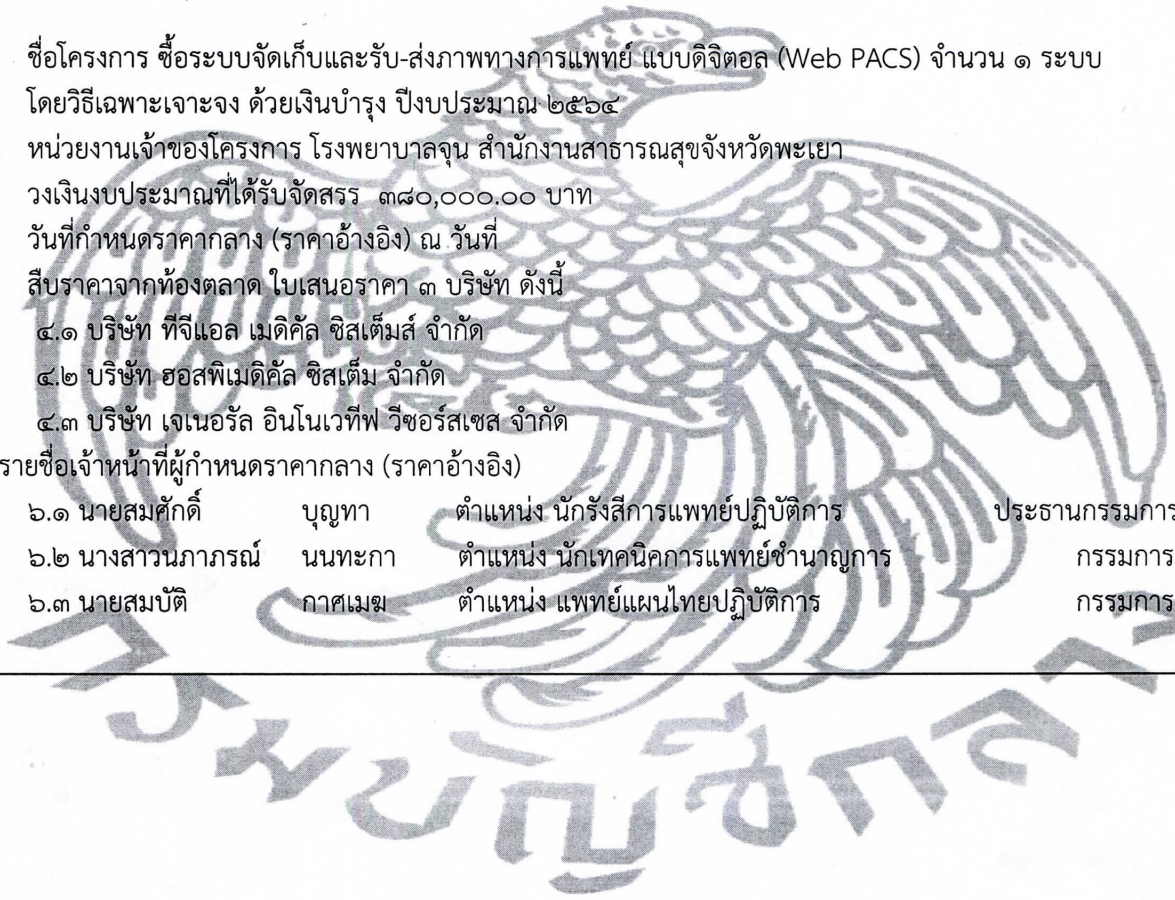 ชื่อโครงการ ซื้อระบบจัดเก็บและรับ-ส่งภาพทางการแพทย์ แบบดิจิตอล (Web PACS) จำนวน ๑ ระบบ
โดยวิธีเฉพาะเจาะจง ด้วยเงินบำรุง ปีงบประมาณ ๒๕๖๔
หน่วยงานเจ้าของโครงการ โรงพยาบาลจุน สำนักงานสาธารณสุขจังหวัดพะเยา
วงเงินงบประมาณที่ได้รับจัดสรร ๓๘๐,๐๐๐.๐๐ บาท
วันที่กำหนดราคากลาง (ราคาอ้างอิง) ณ วันที่
สืบราคาจากท้องตลาด ใบเสนอราคา ๓ บริษัท ดังนี้
๔.๑ บริษัท ทีจีแอล เมดิคัล ซิสเต็มส์ จำกัด
๔.๒ บริษัท ฮอสพิเมดิคัล ซิสเต็ม จำกัด
๔.๓ บริษัท เจเนอรัล อินโนเวทีฟ รีซอร์สเซส จำกัด
รายชื่อเจ้าหน้าที่ผู้กำหนดราคากลาง (ราคาอ้างอิง)
๖.๑ นายสมศักดิ์ บุญทา ตำแหน่ง นักรังสีการแพทย์ปฏิบัติการ ประธานกรรมการ
๖.๒ นางสาวนภาภรณ์ นนทะกา ตำแหน่ง นักเทคนิคการแพทย์ชำนาญการ กรรมการ
๖.๓ นายสมบัติ กาศเมฆ ตำแหน่ง แพทย์แผนไทยปฏิบัติการ กรรมการ
กรมบัญชีกลาง